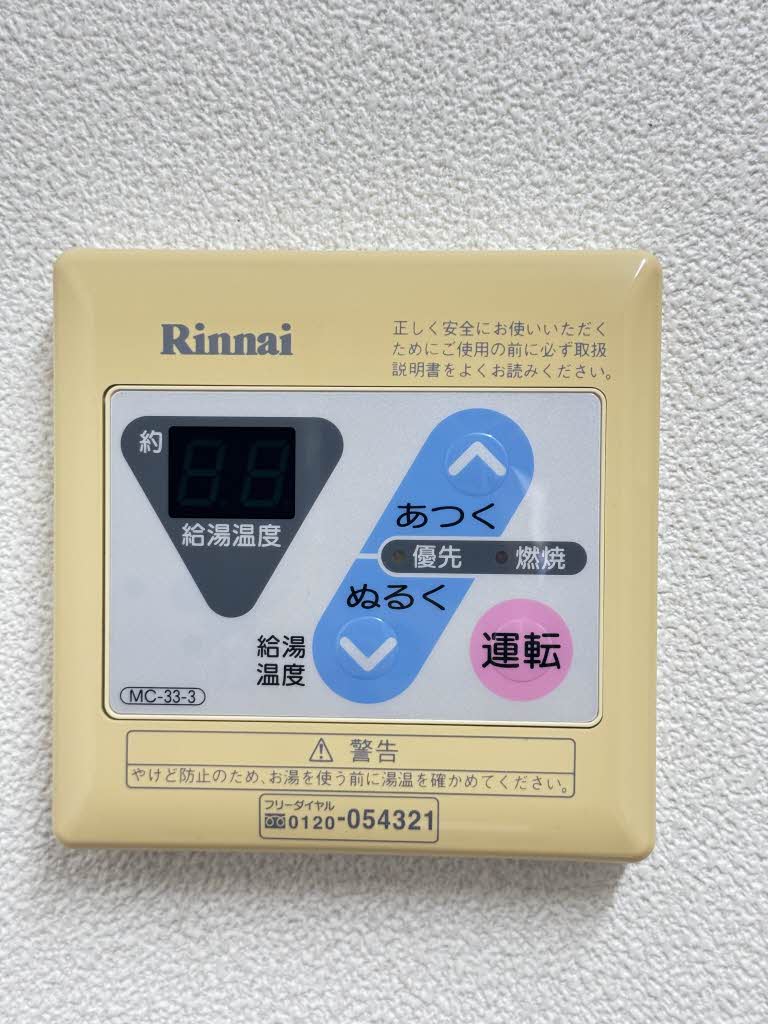 Rinnai
正しく安全にお使いいただく
ためにご使用の前に必ず取扱
説明書をよくお読みください。
約
給湯温度
あつく
優先 燃焼
ぬるく
給湯
温度
運転
MC-33-3
⚠ 警告
やけど防止のため、お湯を使う前に湯温を確かめてください。
フリーダイヤル
0120-054321